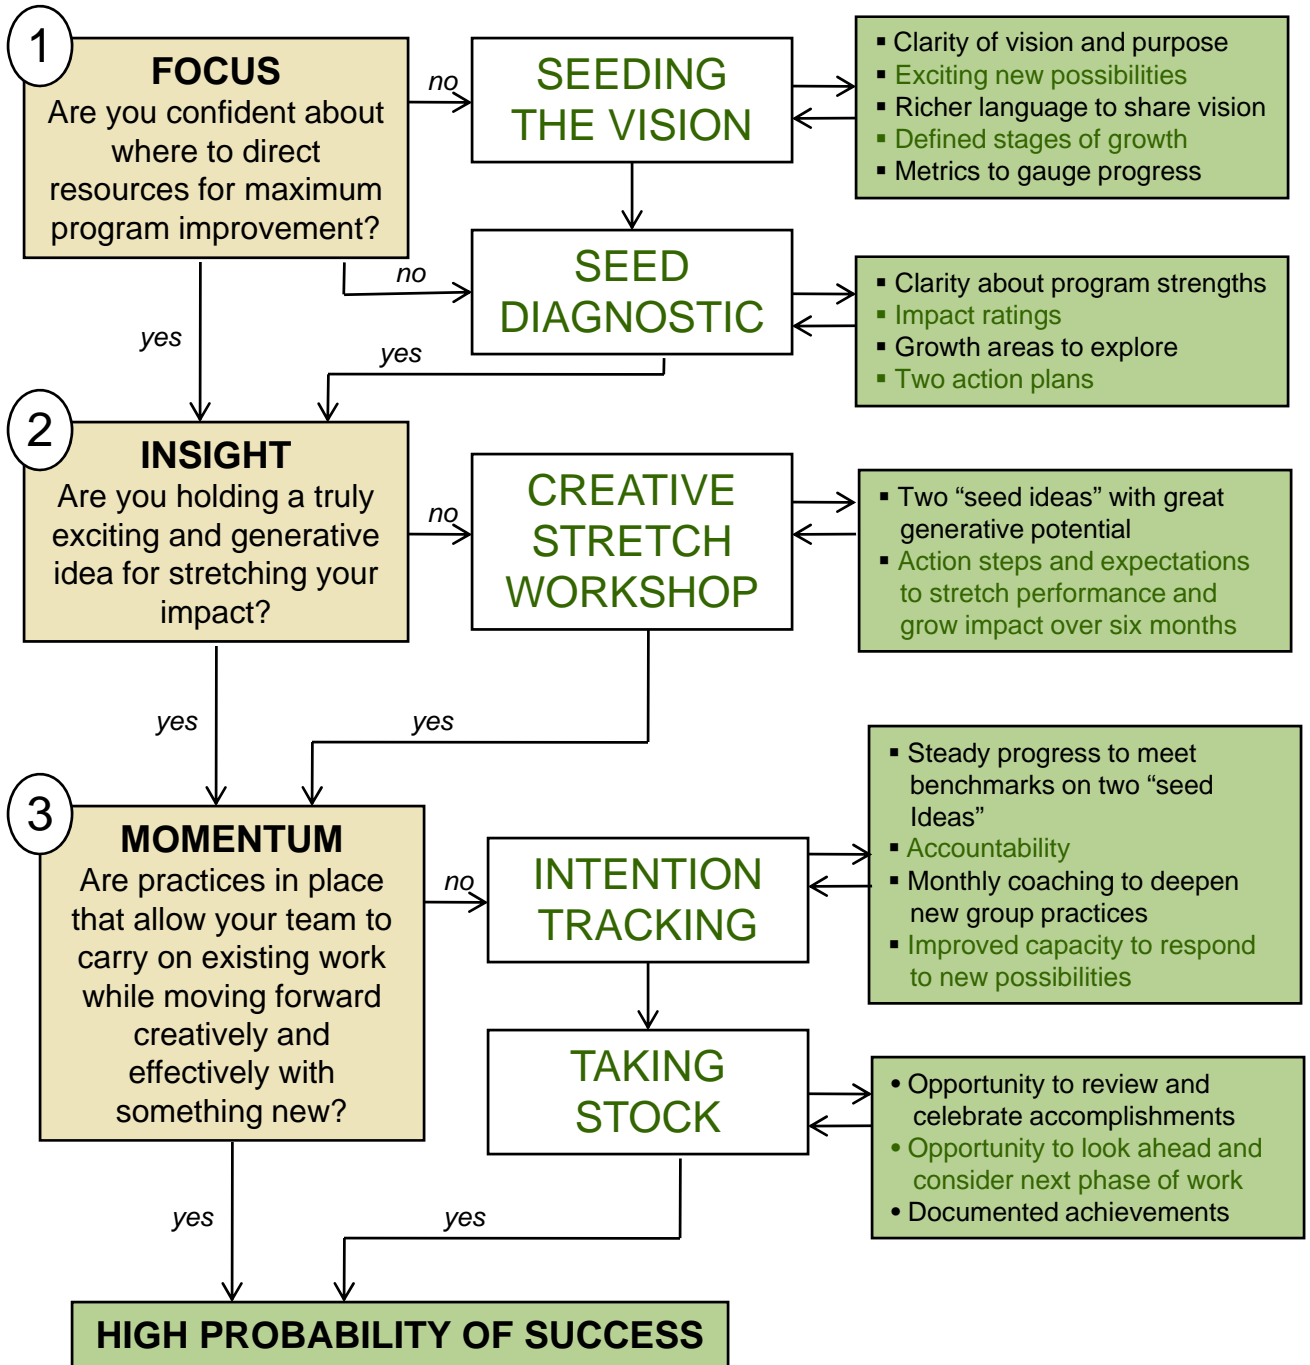 1
FOCUS
Are you confident about
where to direct
resources for maximum
program improvement?
no
SEEDING
THE VISION
▪ Clarity of vision and purpose
▪ Exciting new possibilities
▪ Richer language to share vision
▪ Defined stages of growth
▪ Metrics to gauge progress
no
SEED
DIAGNOSTIC
▪ Clarity about program strengths
▪ Impact ratings
▪ Growth areas to explore
▪ Two action plans
yes
yes
2
INSIGHT
Are you holding a truly
exciting and generative
idea for stretching your
impact?
no
CREATIVE
STRETCH
WORKSHOP
▪ Two “seed ideas” with great
generative potential
▪ Action steps and expectations
to stretch performance and
grow impact over six months
yes
yes
3
MOMENTUM
Are practices in place
that allow your team to
carry on existing work
while moving forward
creatively and
effectively with
something new?
no
INTENTION
TRACKING
▪ Steady progress to meet
benchmarks on two “seed
Ideas”
▪ Accountability
▪ Monthly coaching to deepen
new group practices
▪ Improved capacity to respond
to new possibilities
TAKING
STOCK
• Opportunity to review and
celebrate accomplishments
• Opportunity to look ahead and
consider next phase of work
• Documented achievements
yes
yes
HIGH PROBABILITY OF SUCCESS